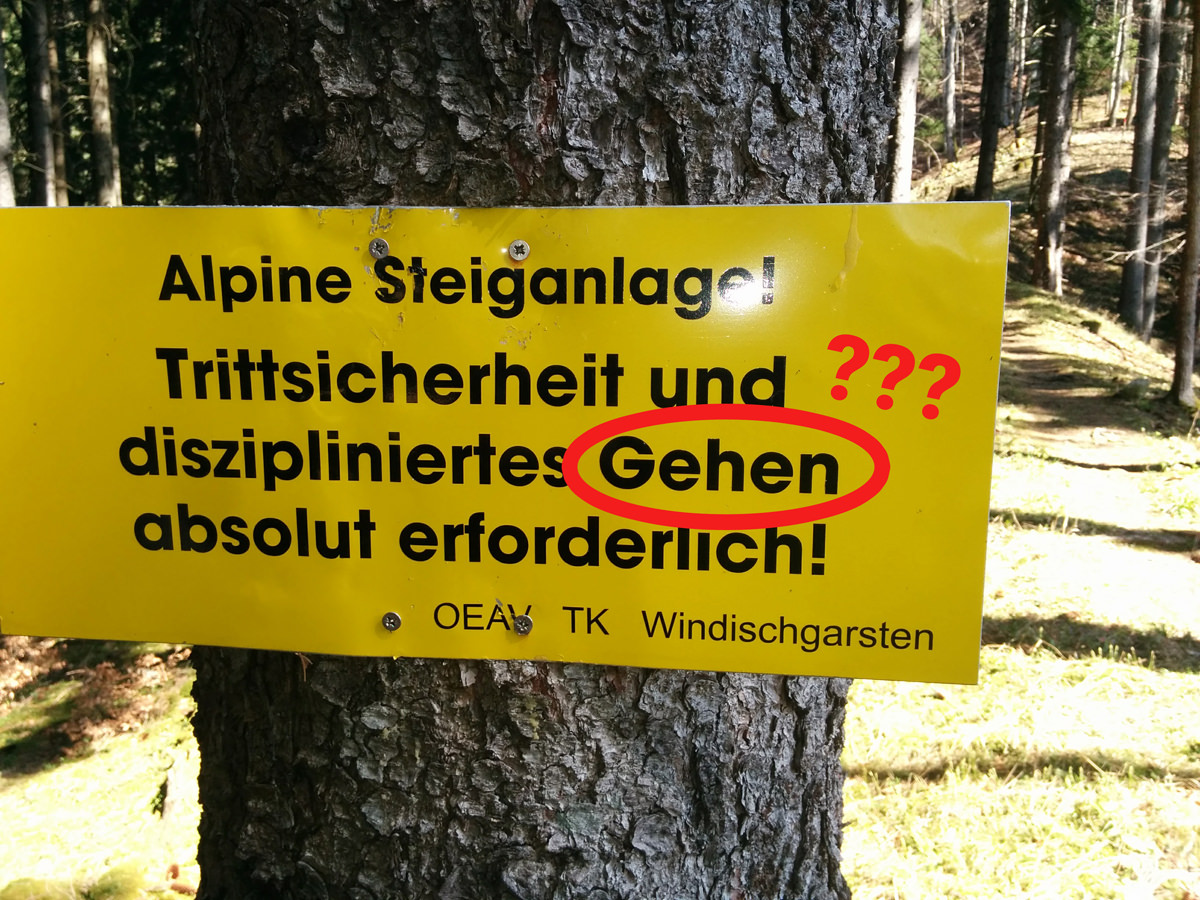 Alpine Steiganlage!
Trittsicherheit und ???
diszipliniertes Gehen
absolut erforderlich!
OEAV TK Windischgarsten